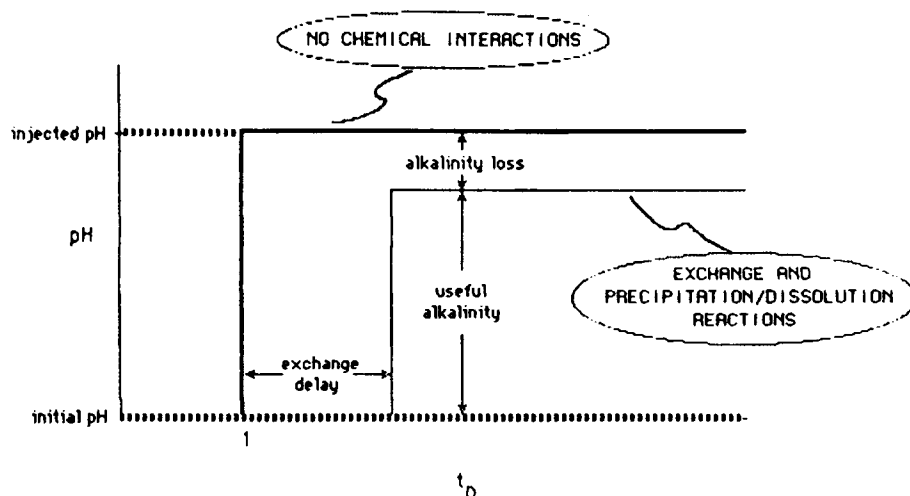 NO CHEMICAL INTERACTIONS
injected pH
alkalinity loss
pH
EXCHANGE AND
PRECIPITATION/DISSOLUTION
REACTIONS
useful
alkalinity
exchange
delay
initial pH
1
t_D